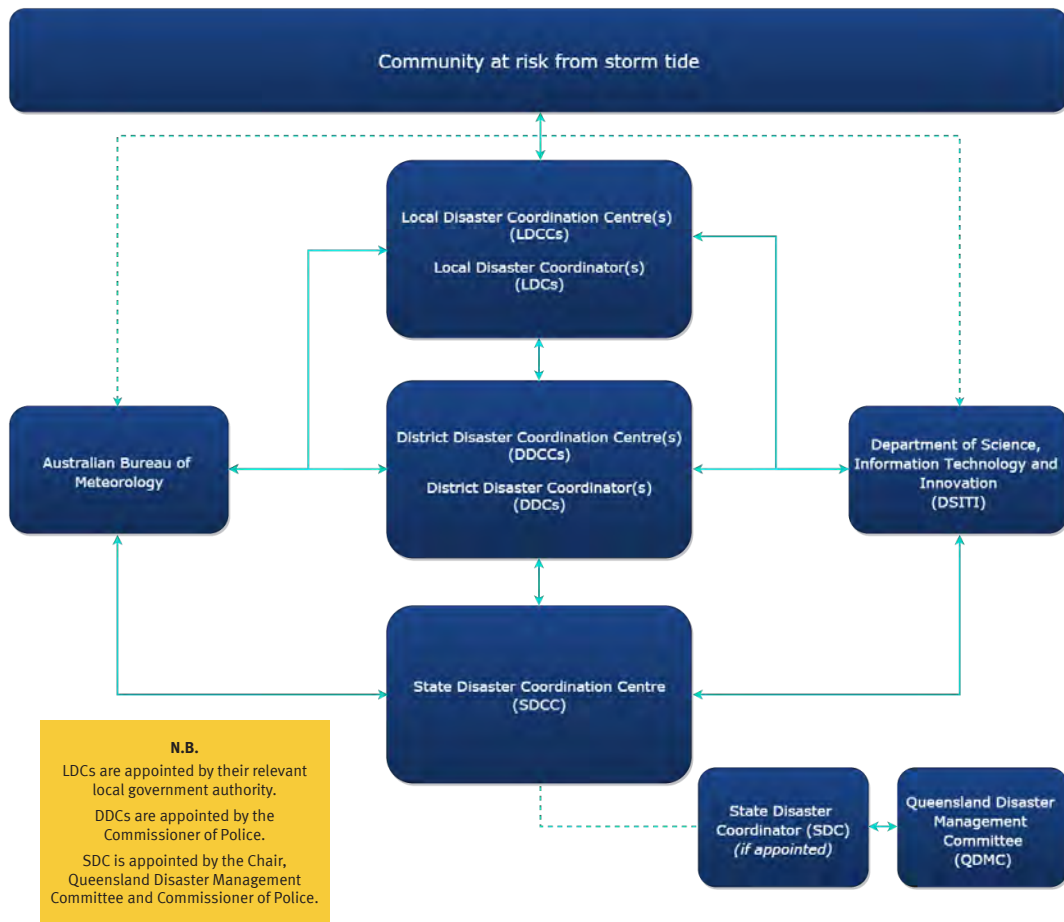 Community at risk from storm tide
Local Disaster Coordination Centre(s)
(LDCCs)
Local Disaster Coordinator(s)
(LDCs)
Australian Bureau of
Meteorology
District Disaster Coordination Centre(s)
(DDCCs)
District Disaster Coordinator(s)
(DDCs)
Department of Science,
Information Technology and
Innovation
(DSITI)
State Disaster Coordination Centre
(SDCC)
N.B.
LDCs are appointed by their relevant
local government authority.
DDCs are appointed by the
Commissioner of Police.
SDC is appointed by the Chair,
Queensland Disaster Management
Committee and Commissioner of Police.
State Disaster
Coordinator (SDC)
(if appointed)
Queensland Disaster
Management
Committee
(QDMC)